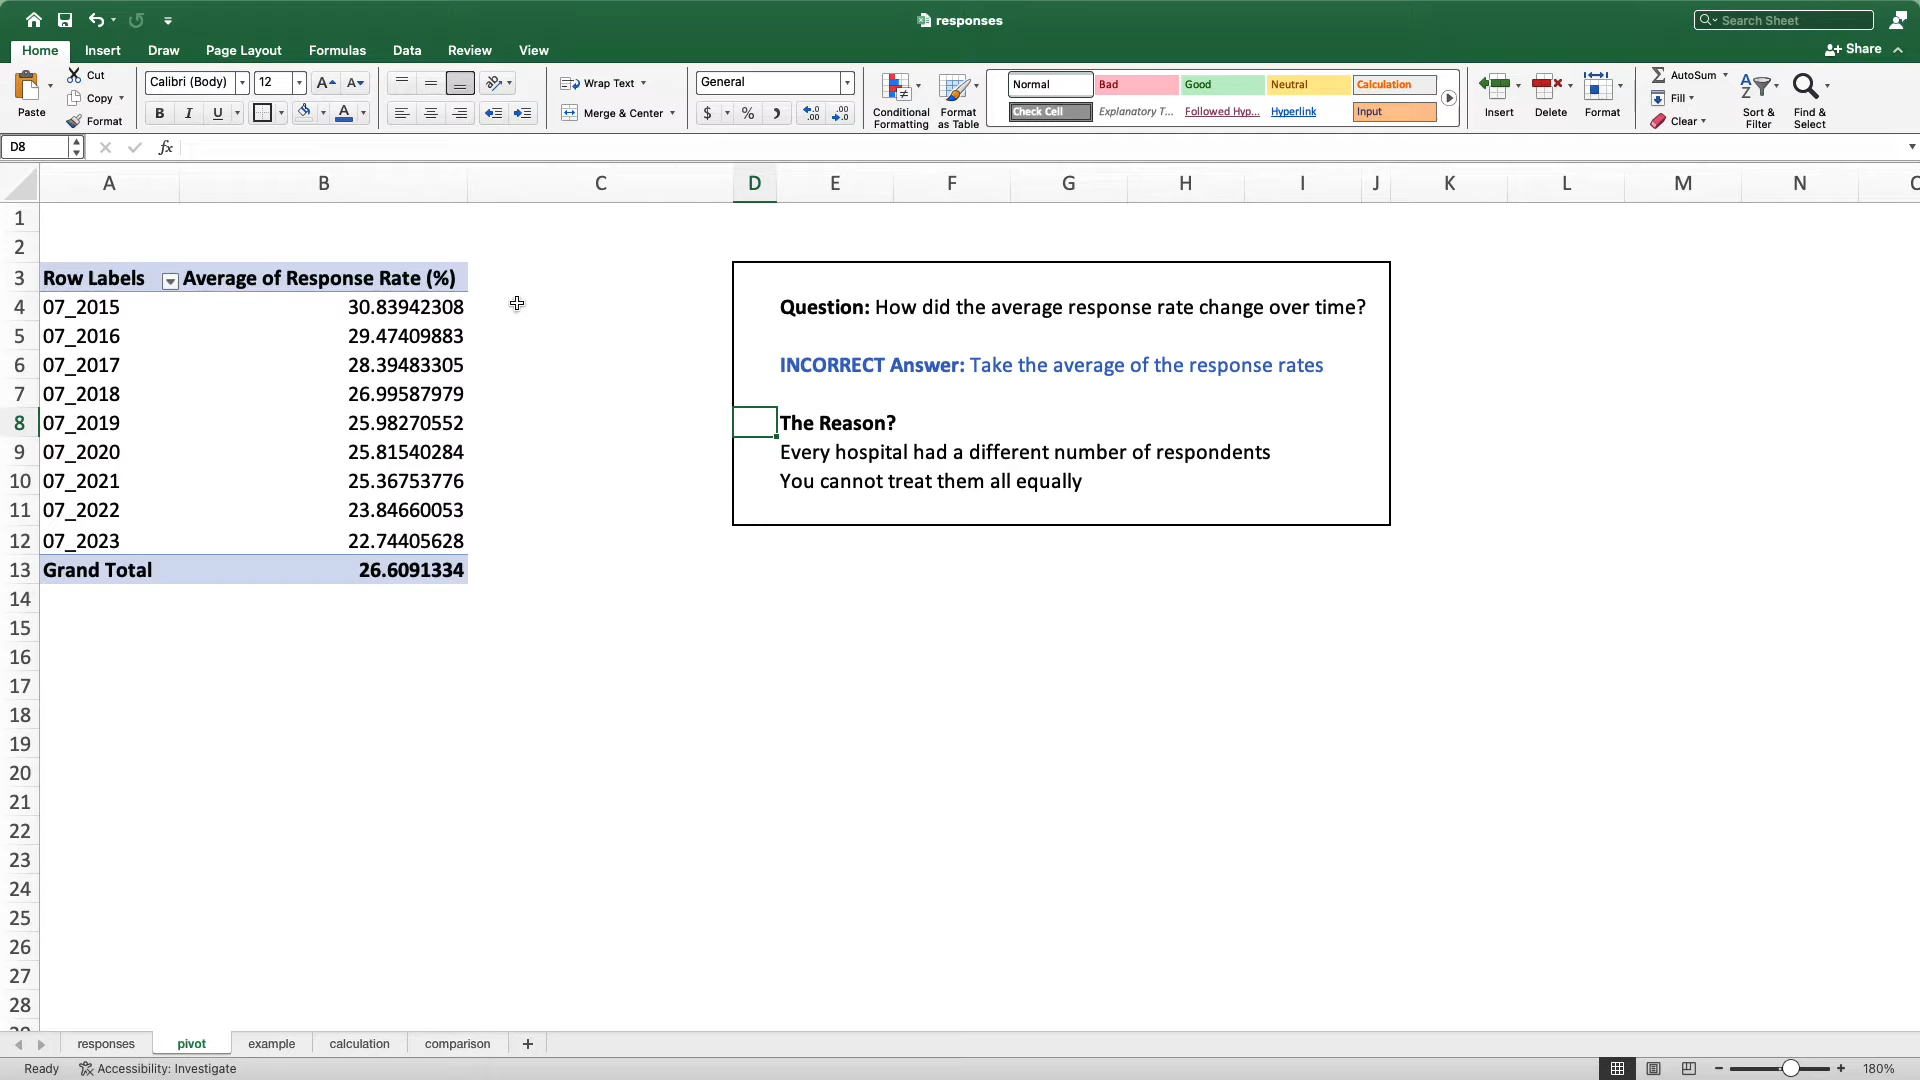 responses
Search Sheet
Home Insert Draw Page Layout Formulas Data Review View
Share
Paste
Cut
Copy
Format
Calibri (Body) 12
Wrap Text
Merge & Center
General
Conditional Formatting
Format as Table
Normal Bad Good Neutral Calculation
Check Cell Explanatory T... Followed Hyp... Hyperlink Input
Insert Delete Format
AutoSum
Fill
Clear
Sort & Filter
Find & Select
D8
fx
A B C D E F G H I J K L M N
1
2
3 Row Labels Average of Response Rate (%)
4 07_2015 30.83942308 Question: How did the average response rate change over time?
5 07_2016 29.47409883
6 07_2017 28.39483305 INCORRECT Answer: Take the average of the response rates
7 07_2018 26.99587979
8 07_2019 25.98270552 The Reason?
9 07_2020 25.81540284 Every hospital had a different number of respondents
10 07_2021 25.36753776 You cannot treat them all equally
11 07_2022 23.84660053
12 07_2023 22.74405628
13 Grand Total 26.6091334
14
15
16
17
18
19
20
21
22
23
24
25
26
27
28
responses pivot example calculation comparison +
Ready Accessibility: Investigate 180%